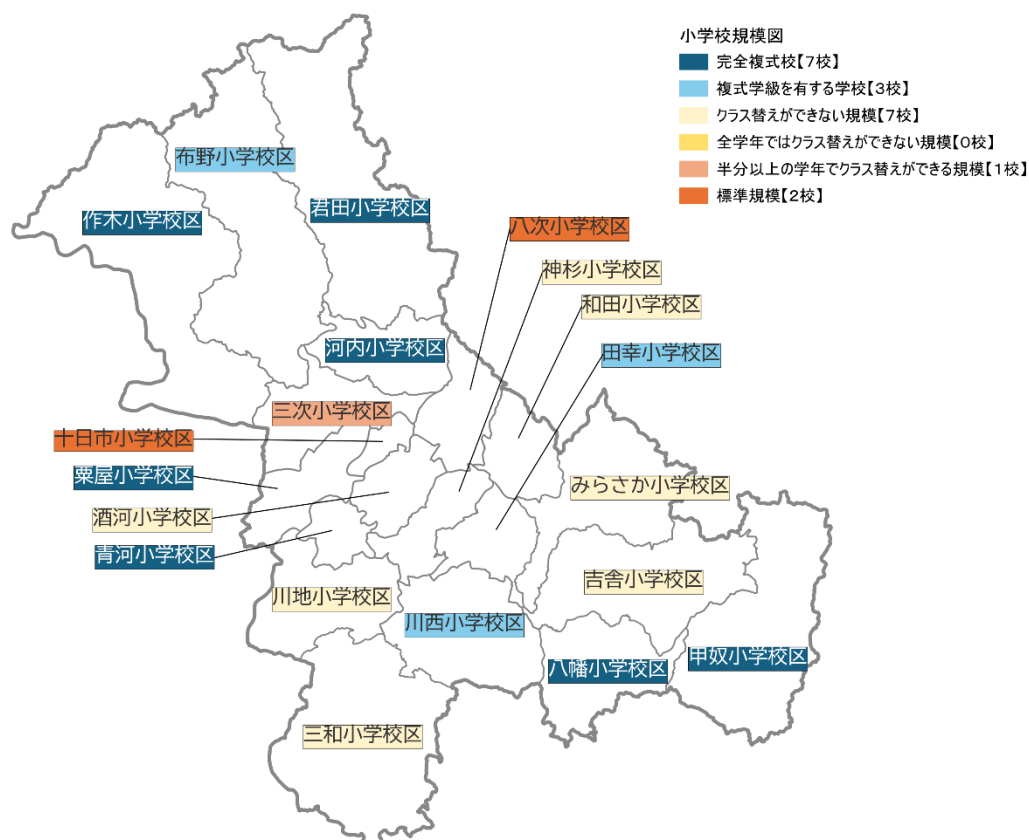 小学校規模図
完全複式校【7校】
複式学級を有する学校【3校】
クラス替えができない規模【7校】
全学年ではクラス替えができない規模【0校】
半分以上の学年でクラス替えができる規模【1校】
標準規模【2校】
布野小学校区
作木小学校区
君田小学校区
八次小学校区
神杉小学校区
和田小学校区
河内小学校区
田幸小学校区
三次小学校区
十日市小学校区
粟屋小学校区
みらさか小学校区
酒河小学校区
青河小学校区
吉舎小学校区
川地小学校区
川西小学校区
八幡小学校区
甲奴小学校区
三和小学校区